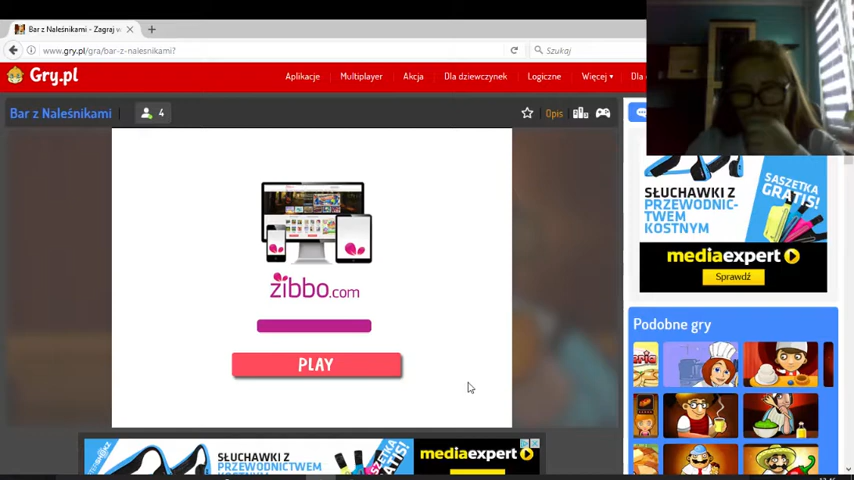 Bar z Naleśnikami - Zagraj w
www.gry.pl/gra/bar-z-nalesnikami?
Szukaj
Gry.pl
Aplikacje
Multiplayer
Akcja
Dla dziewczynek
Logiczne
Więcej
Bar z Naleśnikami
4
Opis
zibbo.com
PLAY
SŁUCHAWKI Z
PRZEWODNIC-
TWEM
KOSTNYM
SASZETKA
GRATIS!
mediaexpert
Sprawdź
Podobne gry
SŁUCHAWKI Z
PRZEWODNICTWEM
KOSTNYM
mediaexpert